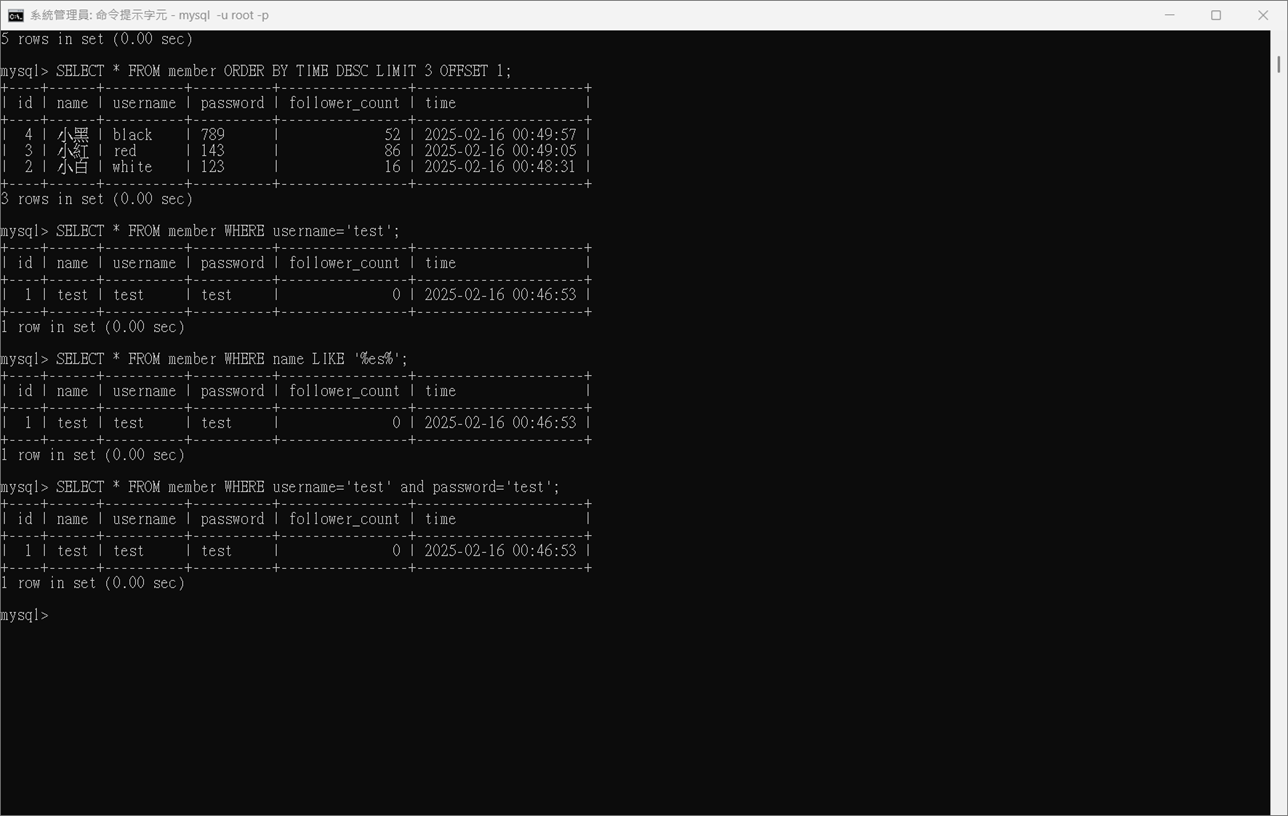 系統管理員: 命令提示字元 - mysql  -u root -p
5 rows in set (0.00 sec)
mysql> SELECT * FROM member ORDER BY TIME DESC LIMIT 3 OFFSET 1;
+----+------+----------+----------+----------------+---------------------+
| id | name | username | password | follower_count | time                |
+----+------+----------+----------+----------------+---------------------+
|  4 | 小黑 | black    | 789      |             52 | 2025-02-16 00:49:57 |
|  3 | 小紅 | red      | 143      |             86 | 2025-02-16 00:49:05 |
|  2 | 小白 | white    | 123      |             16 | 2025-02-16 00:48:31 |
+----+------+----------+----------+----------------+---------------------+
3 rows in set (0.00 sec)
mysql> SELECT * FROM member WHERE username='test';
+----+------+----------+----------+----------------+---------------------+
| id | name | username | password | follower_count | time                |
+----+------+----------+----------+----------------+---------------------+
|  1 | test | test     | test     |              0 | 2025-02-16 00:46:53 |
+----+------+----------+----------+----------------+---------------------+
1 row in set (0.00 sec)
mysql> SELECT * FROM member WHERE name LIKE '%es%';
+----+------+----------+----------+----------------+---------------------+
| id | name | username | password | follower_count | time                |
+----+------+----------+----------+----------------+---------------------+
|  1 | test | test     | test     |              0 | 2025-02-16 00:46:53 |
+----+------+----------+----------+----------------+---------------------+
1 row in set (0.00 sec)
mysql> SELECT * FROM member WHERE username='test' and password='test';
+----+------+----------+----------+----------------+---------------------+
| id | name | username | password | follower_count | time                |
+----+------+----------+----------+----------------+---------------------+
|  1 | test | test     | test     |              0 | 2025-02-16 00:46:53 |
+----+------+----------+----------+----------------+---------------------+
1 row in set (0.00 sec)
mysql>